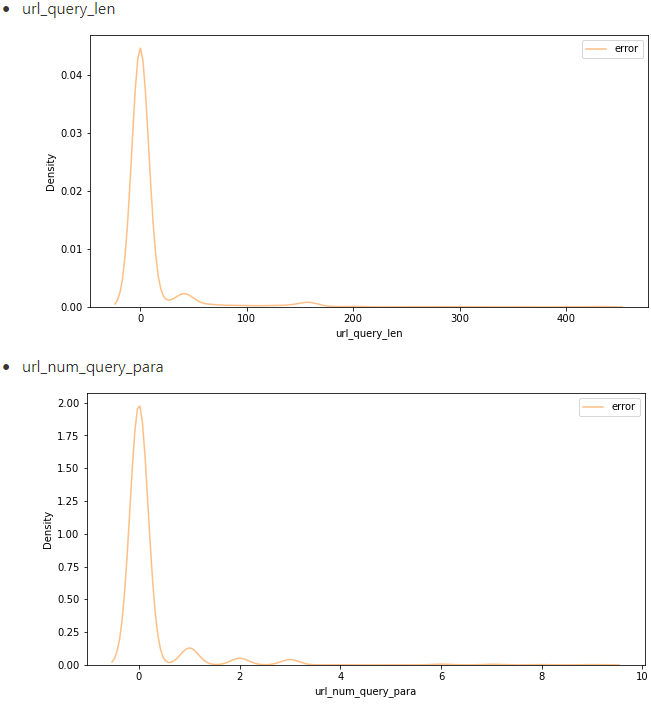 • url_query_len
error
0.04
0.03
0.02
0.01
0.00
Density
0 100 200 300 400
url_query_len
• url_num_query_para
error
2.00
1.75
1.50
1.25
1.00
0.75
0.50
0.25
0.00
Density
0 2 4 6 8 10
url_num_query_para